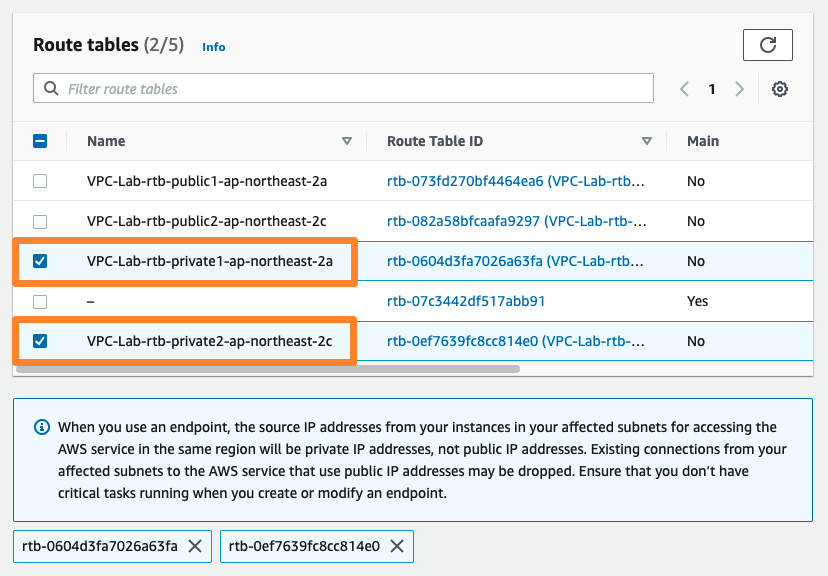 Route tables (2/5) Info
Filter route tables
1
Name Route Table ID Main
VPC-Lab-rtb-public1-ap-northeast-2a rtb-073fd270bf4464ea6 (VPC-Lab-rtb... No
VPC-Lab-rtb-public2-ap-northeast-2c rtb-082a58bfcaafa9297 (VPC-Lab-rtb-... No
VPC-Lab-rtb-private1-ap-northeast-2a rtb-0604d3fa7026a63fa (VPC-Lab-rtb... No
– rtb-07c3442df517abb91 Yes
VPC-Lab-rtb-private2-ap-northeast-2c rtb-0ef7639fc8cc814e0 (VPC-Lab-rtb-... No
When you use an endpoint, the source IP addresses from your instances in your affected subnets for accessing the
AWS service in the same region will be private IP addresses, not public IP addresses. Existing connections from your
affected subnets to the AWS service that use public IP addresses may be dropped. Ensure that you don’t have
critical tasks running when you create or modify an endpoint.
rtb-0604d3fa7026a63fa rtb-0ef7639fc8cc814e0